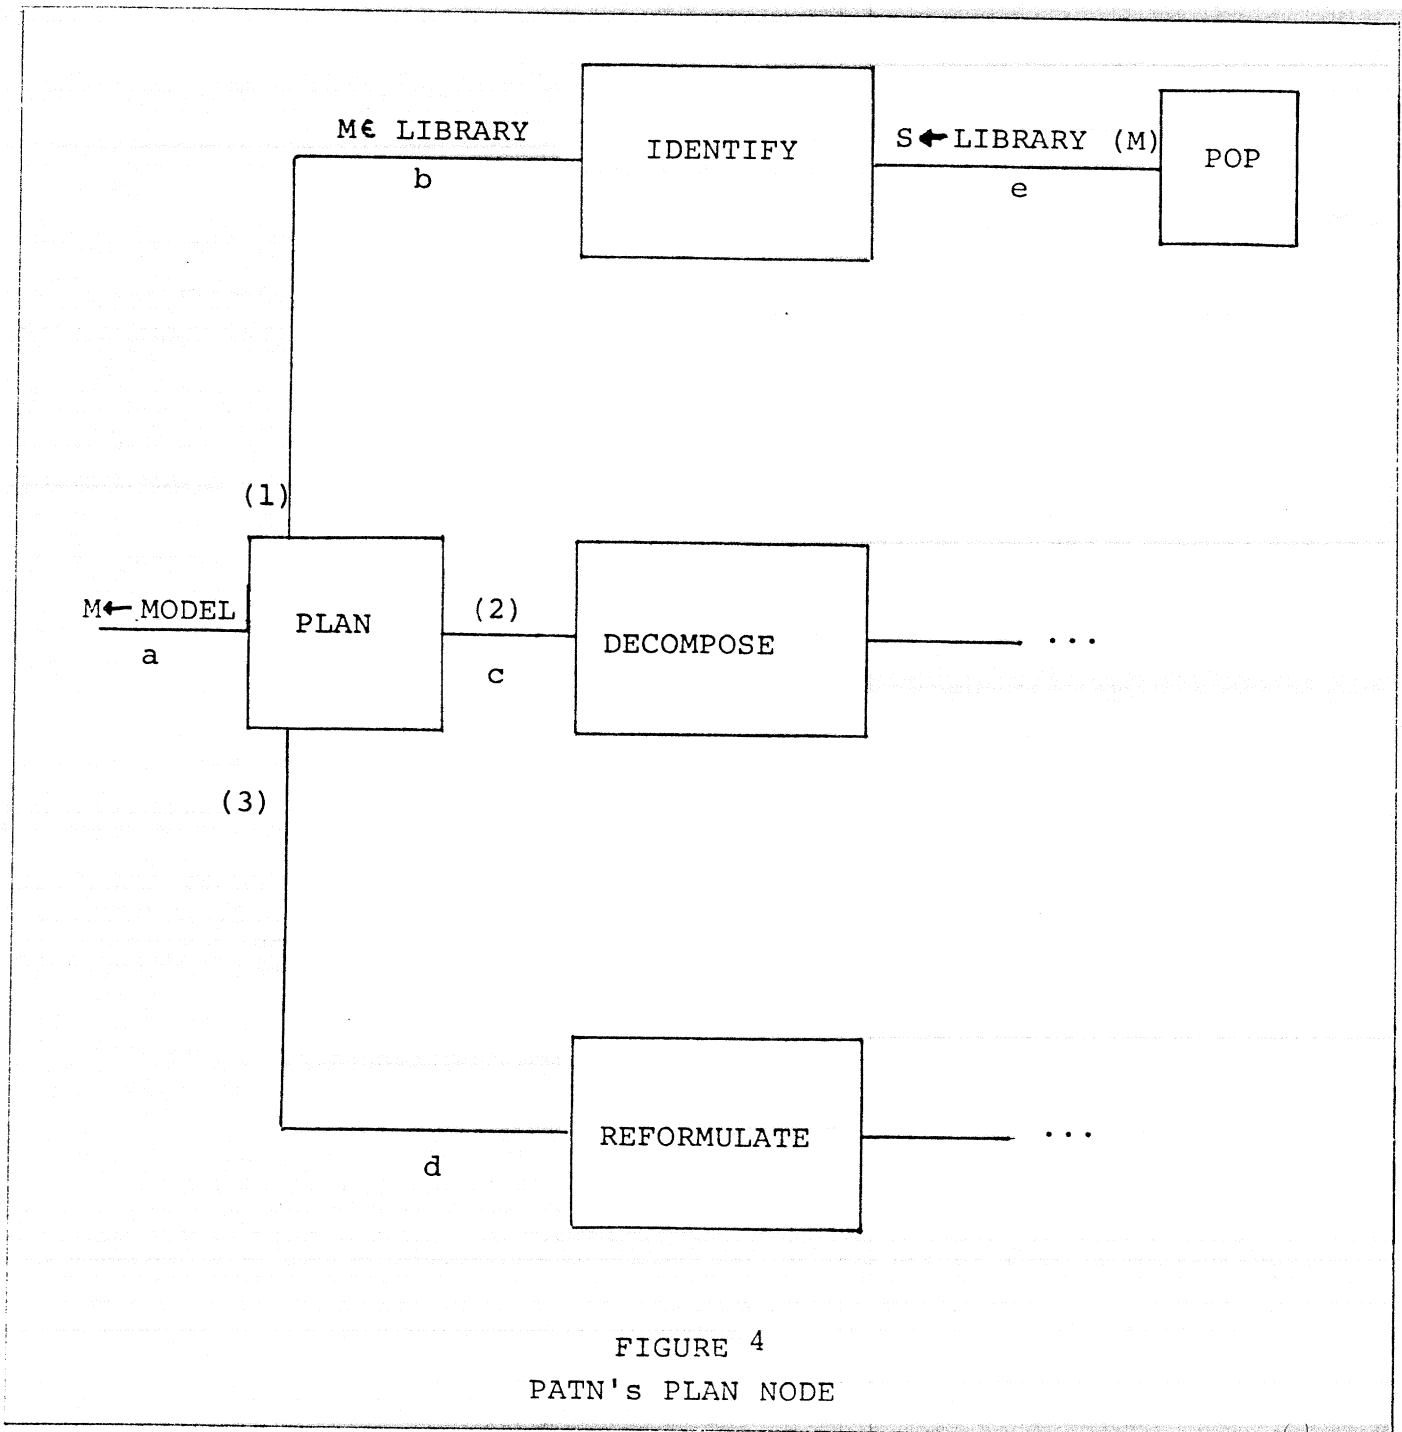 M∈ LIBRARY
b
IDENTIFY
S← LIBRARY (M)
e
POP
(1)
M← MODEL
a
PLAN
(2)
c
DECOMPOSE
...
(3)
d
REFORMULATE
...
FIGURE 4
PATN's PLAN NODE